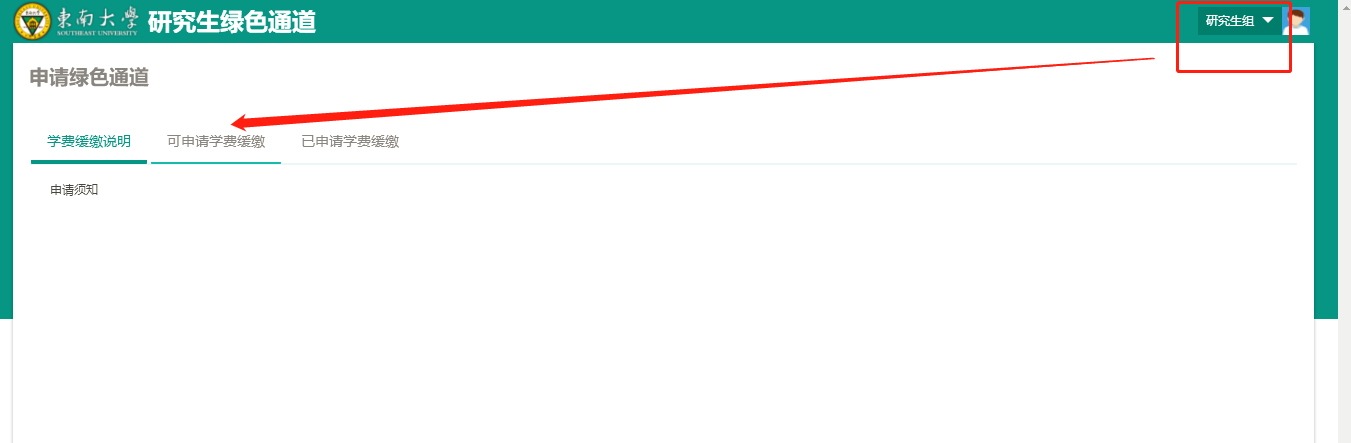 東南大學 研究生绿色通道 研究生组
SOUTHEAST UNIVERSITY
申请绿色通道
学费缓缴说明 可申请学费缓缴 已申请学费缓缴
申请须知